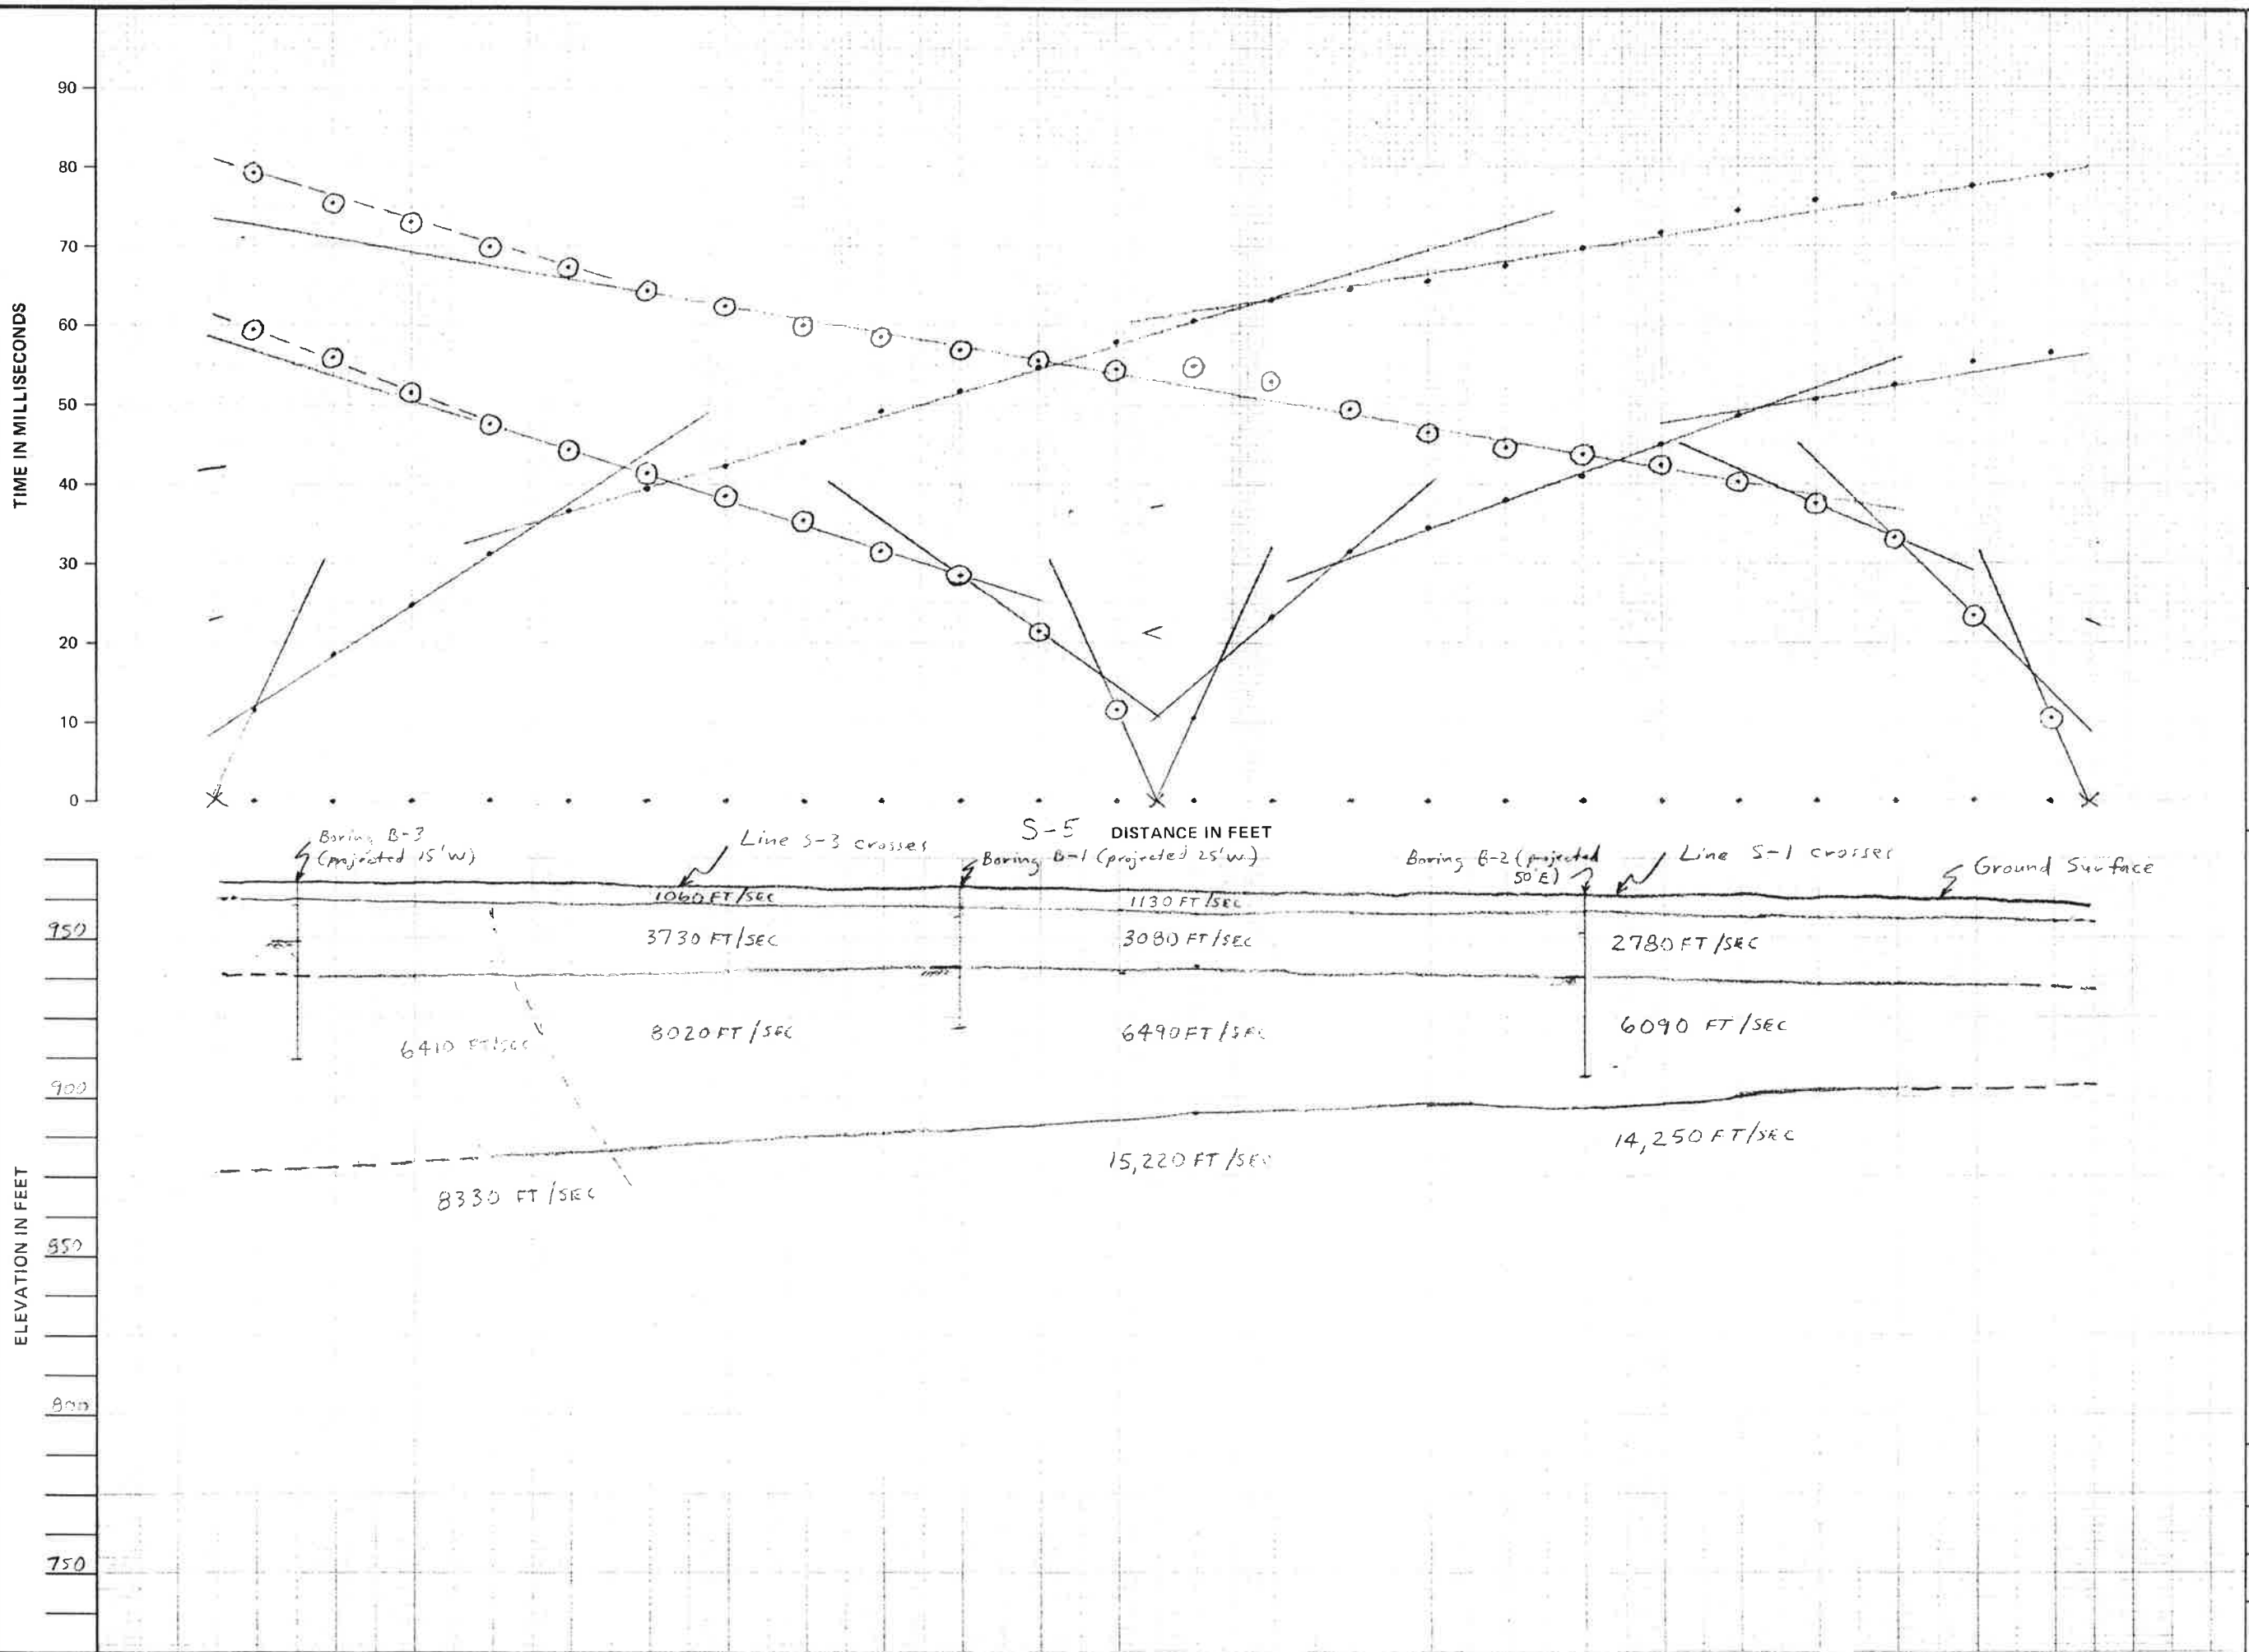 90
80
70
60
50
40
30
20
10
0
TIME IN MILLISECONDS
S-5 DISTANCE IN FEET
Boring B-3
(projected 15'W)
Line S-3 crosses
Boring B-1 (projected 25'W)
Boring B-2 (projected
50'E)
Line S-1 crosses
Ground Surface
1060 FT/SEC
1130 FT/SEC
3730 FT/SEC
3080 FT/SEC
2780 FT/SEC
6410 FT/SEC
8020 FT/SEC
6490 FT/SEC
6090 FT/SEC
8330 FT/SEC
15,220 FT/SEC
14,250 FT/SEC
ELEVATION IN FEET
950
900
850
800
750